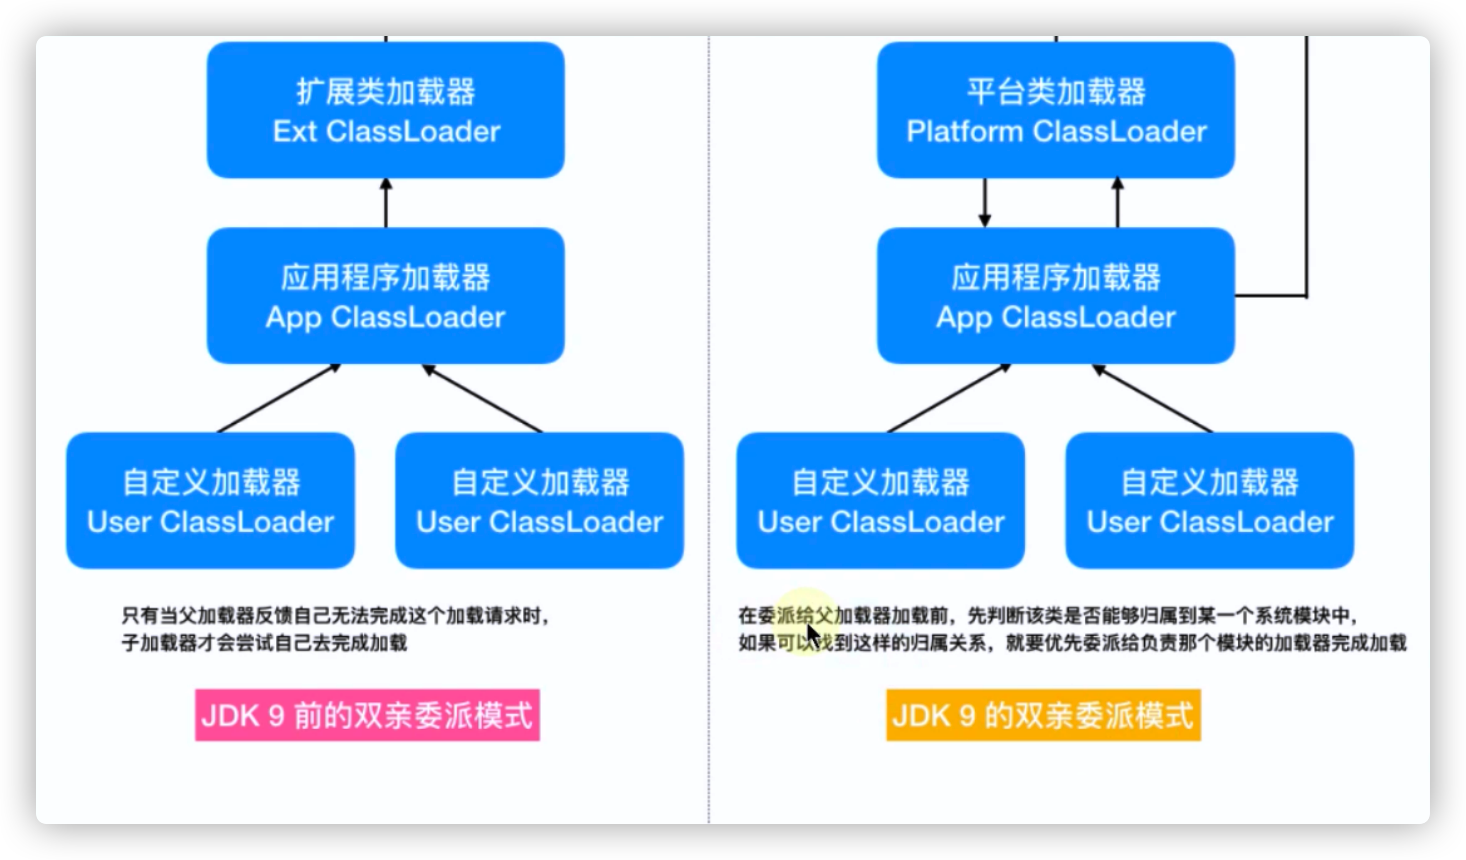 扩展类加载器
Ext ClassLoader
应用程序加载器
App ClassLoader
自定义加载器
User ClassLoader
自定义加载器
User ClassLoader
只有当父加载器反馈自己无法完成这个加载请求时，
子加载器才会尝试自己去完成加载
JDK 9 前的双亲委派模式
平台类加载器
Platform ClassLoader
应用程序加载器
App ClassLoader
自定义加载器
User ClassLoader
自定义加载器
User ClassLoader
在委派给父加载器加载前，先判断该类是否能够归属到某一个系统模块中，
如果可以找到这样的归属关系，就要优先委派给负责那个模块的加载器完成加载
JDK 9 的双亲委派模式